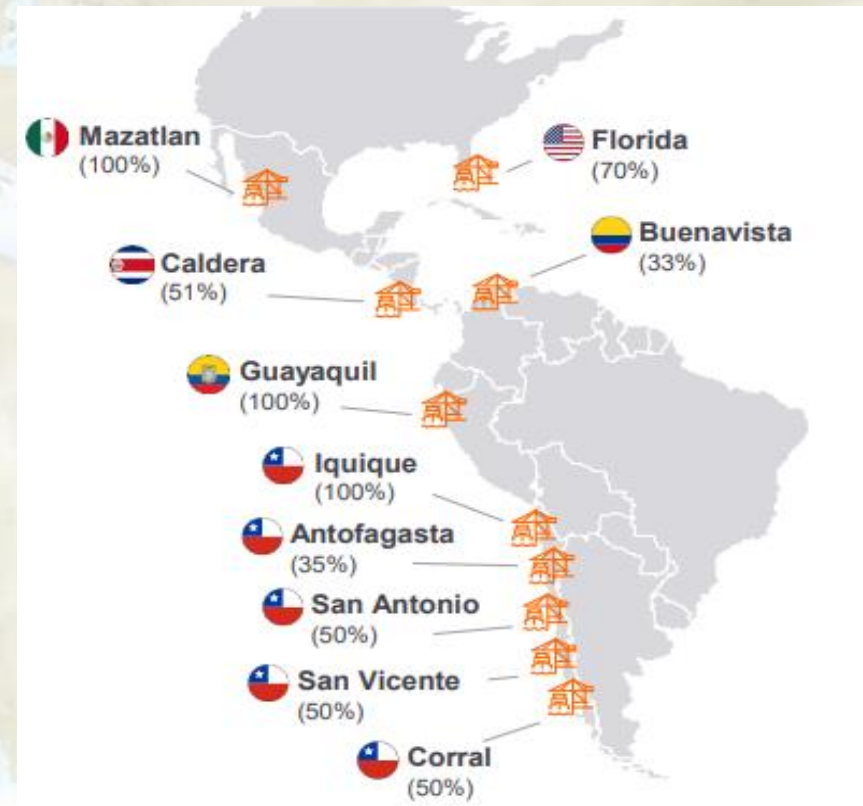 Mazatlan
(100%)
Florida
(70%)
Buenavista
(33%)
Caldera
(51%)
Guayaquil
(100%)
Iquique
(100%)
Antofagasta
(35%)
San Antonio
(50%)
San Vicente
(50%)
Corral
(50%)